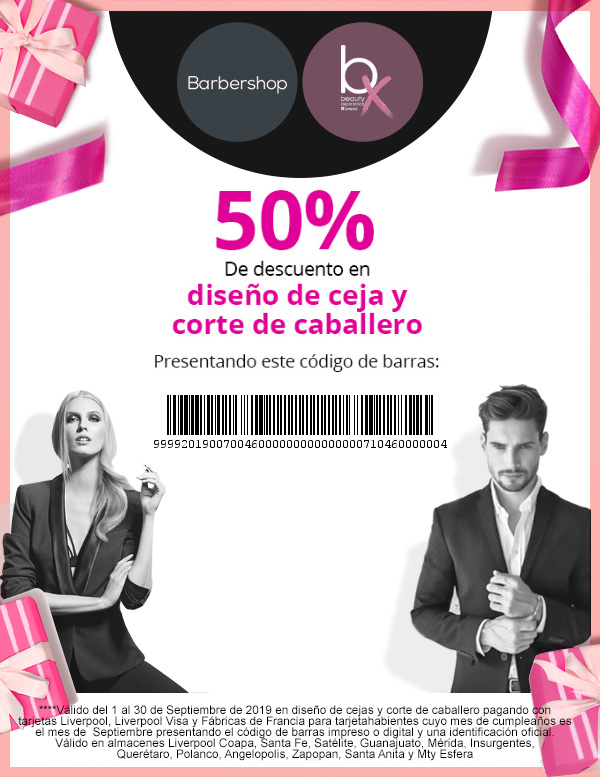 Barbershop
bx
beauty
experience
50%
De descuento en
diseño de ceja y
corte de caballero
Presentando este código de barras:
999920190070046000000000000000710460000004
****Válido del 1 al 30 de Septiembre de 2019 en diseño de cejas y corte de caballero pagando con
tarjetas Liverpool, Liverpool Visa y Fábricas de Francia para tarjetahabientes cuyo mes de cumpleaños es
el mes de Septiembre presentando el código de barras impreso o digital y una identificación oficial.
Válido en almacenes Liverpool Coapa, Santa Fe, Satélite, Guanajuato, Mérida, Insurgentes,
Querétaro, Polanco, Angelopolis, Zapopan, Santa Anita y Mty Esfera